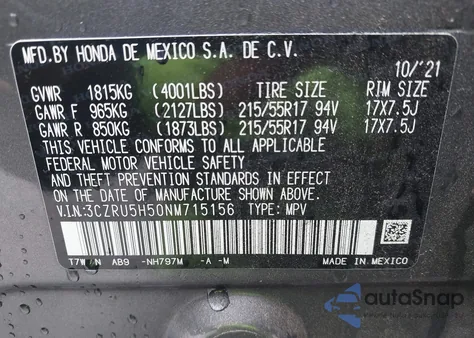 MFD.BY HONDA DE MEXICO S.A. DE C.V.
10/'21
GVWR 1815KG (4001LBS) TIRE SIZE RIM SIZE
GAWR F 965KG (2127LBS) 215/55R17 94V 17X7.5J
GAWR R 850KG (1873LBS) 215/55R17 94V 17X7.5J
THIS VEHICLE CONFORMS TO ALL APPLICABLE
FEDERAL MOTOR VEHICLE SAFETY
AND THEFT PREVENTION STANDARDS IN EFFECT
ON THE DATE OF MANUFACTURE SHOWN ABOVE.
V.I.N:3CZRU5H50NM715156 TYPE: MPV
AB9 -NH797M -A -M MADE IN MEXICO
autoSnap